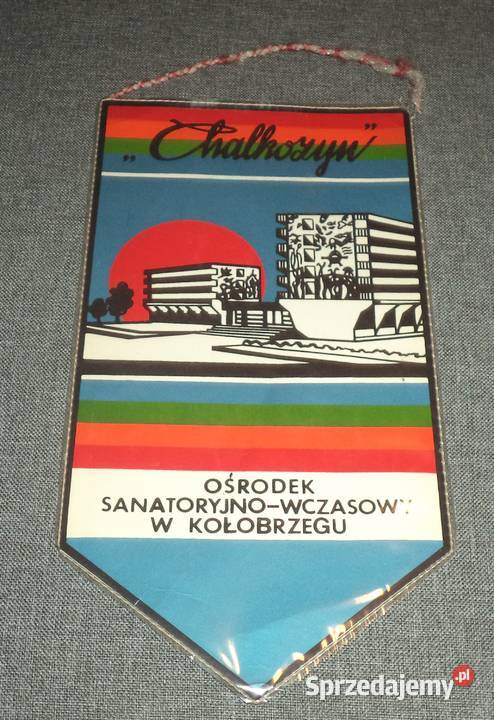 „Chalkozyn"
OŚRODEK
SANATORYJNO-WCZASOWY
W KOŁOBRZEGU
Sprzedajemy.pl